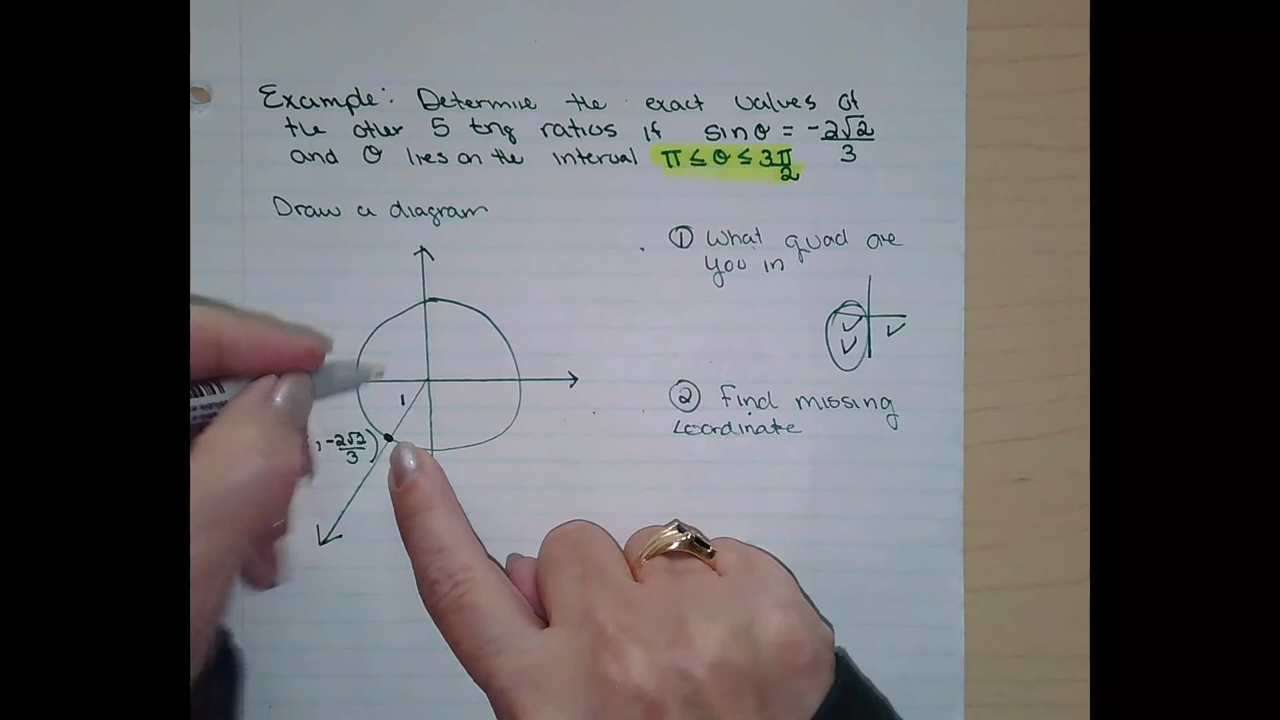 Example: Determine the exact values of
the other 5 trig ratios if sinθ = -2√2/3
and θ lies on the interval π ≤ θ ≤ 3π/2
Draw a diagram
① What quad are
you in
② Find missing
coordinate
1
, -2√2/3)